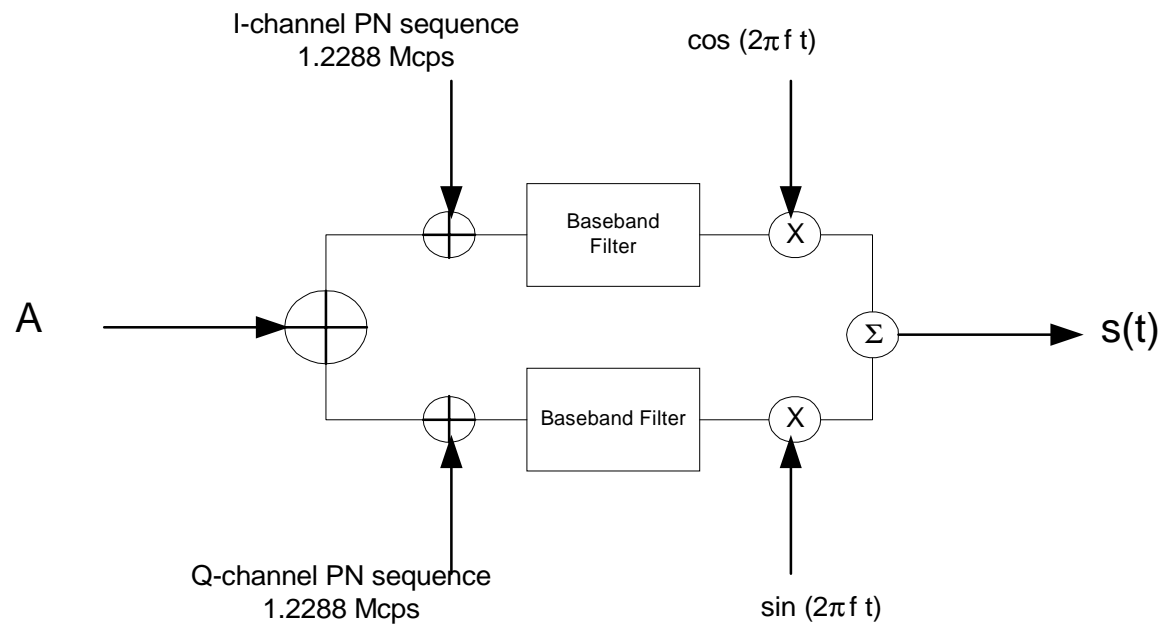 I-channel PN sequence
1.2288 Mcps
cos (2π f t)
Baseband
Filter
X
A
Σ
s(t)
Baseband Filter
X
Q-channel PN sequence
1.2288 Mcps
sin (2π f t)